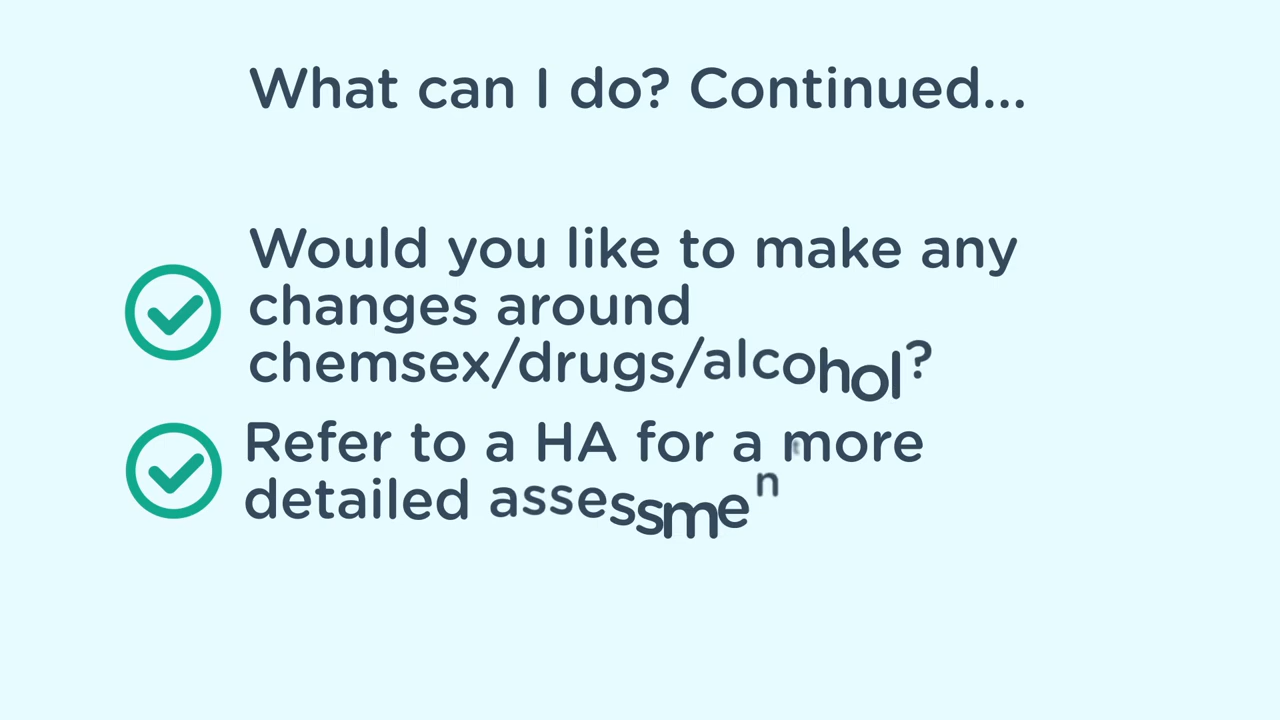 What can I do? Continued...
Would you like to make any
changes around
chemsex/drugs/alcohol?
Refer to a HA for a more
detailed assessment